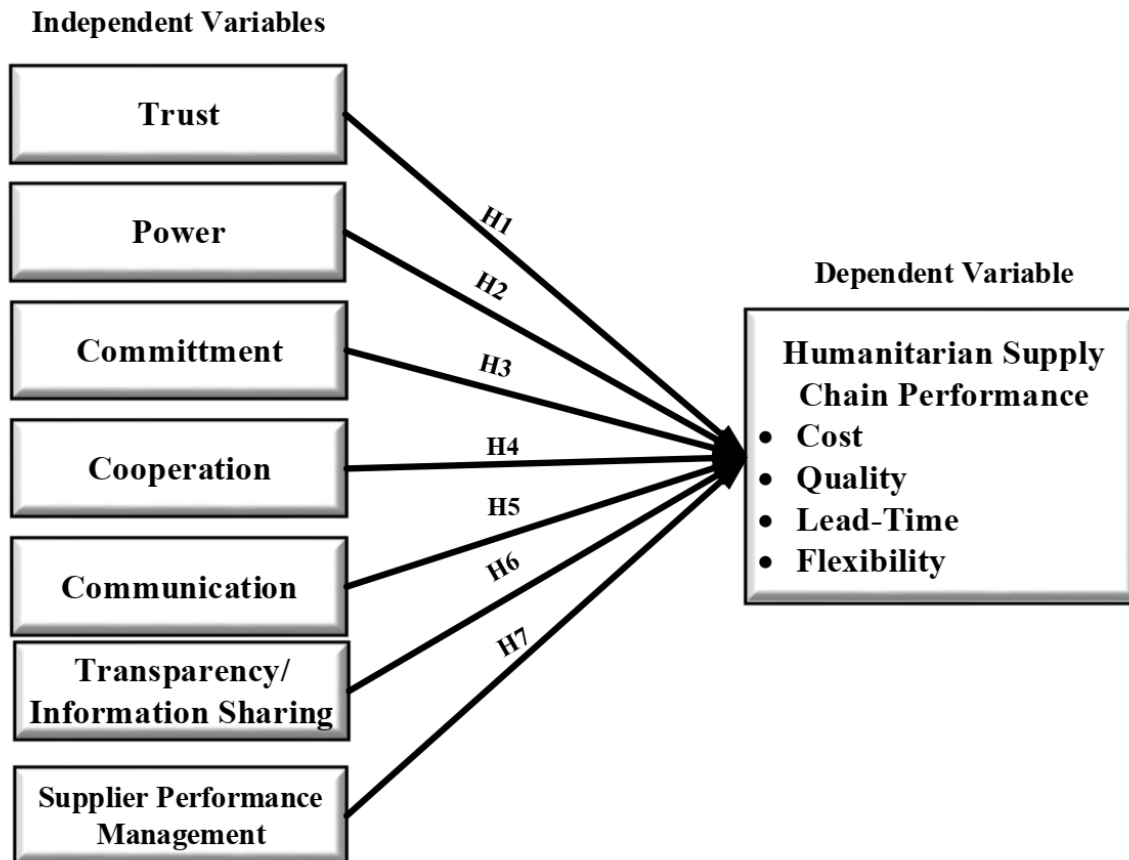 Independent Variables
Trust
Power
Committment
Cooperation
Communication
Transparency/
Information Sharing
Supplier Performance
Management
H1
H2
H3
H4
H5
H6
H7
Dependent Variable
Humanitarian Supply
Chain Performance
• Cost
• Quality
• Lead-Time
• Flexibility